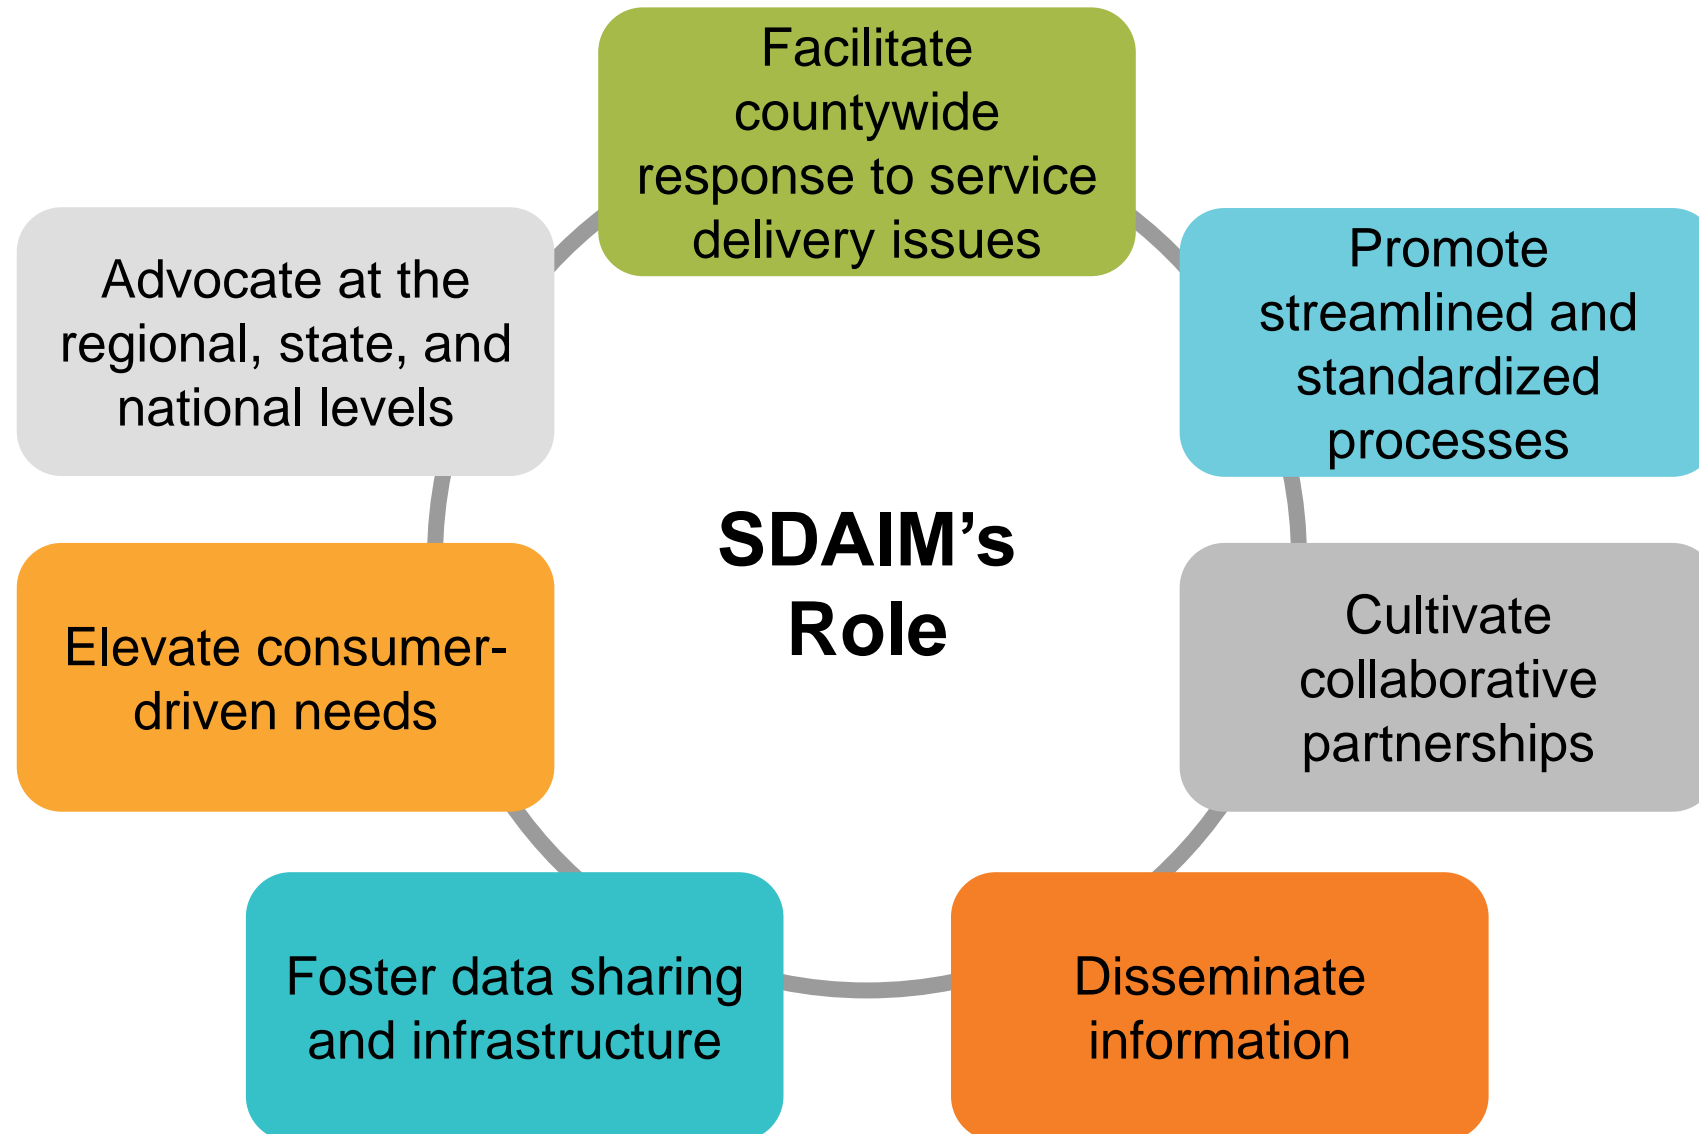 Facilitate
countywide
response to service
delivery issues
Promote
streamlined and
standardized
processes
Cultivate
collaborative
partnerships
Disseminate
information
Foster data sharing
and infrastructure
Elevate consumer-
driven needs
Advocate at the
regional, state, and
national levels
SDAIM’s
Role